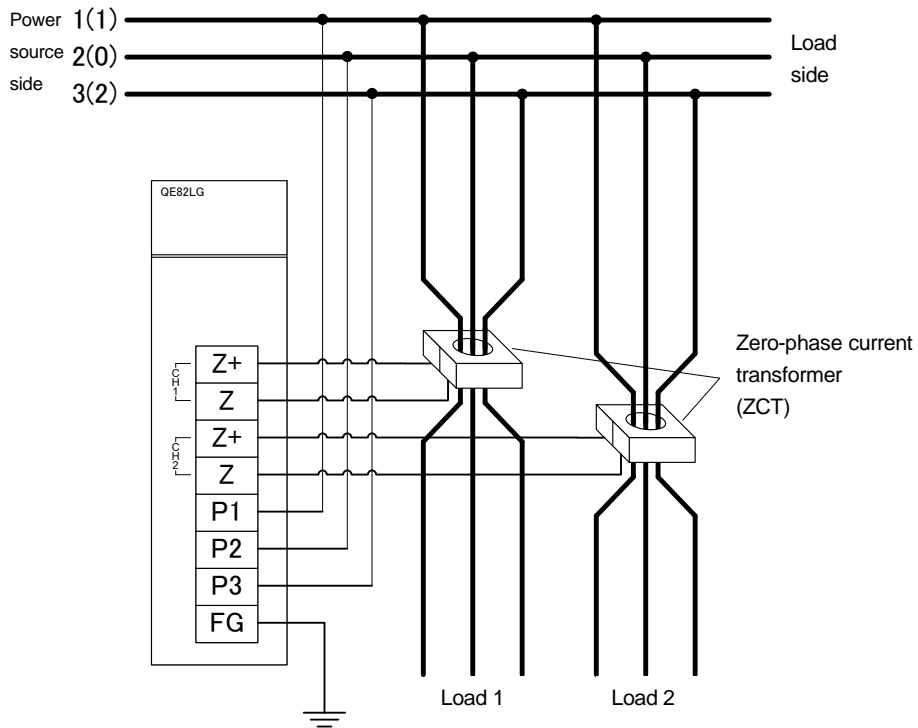 Power 1(1)
source 2(0)
side 3(2)
Load
side
QE82LG
CH1
Z+
Z
CH2
Z+
Z
P1
P2
P3
FG
Zero-phase current
transformer
(ZCT)
Load 1
Load 2